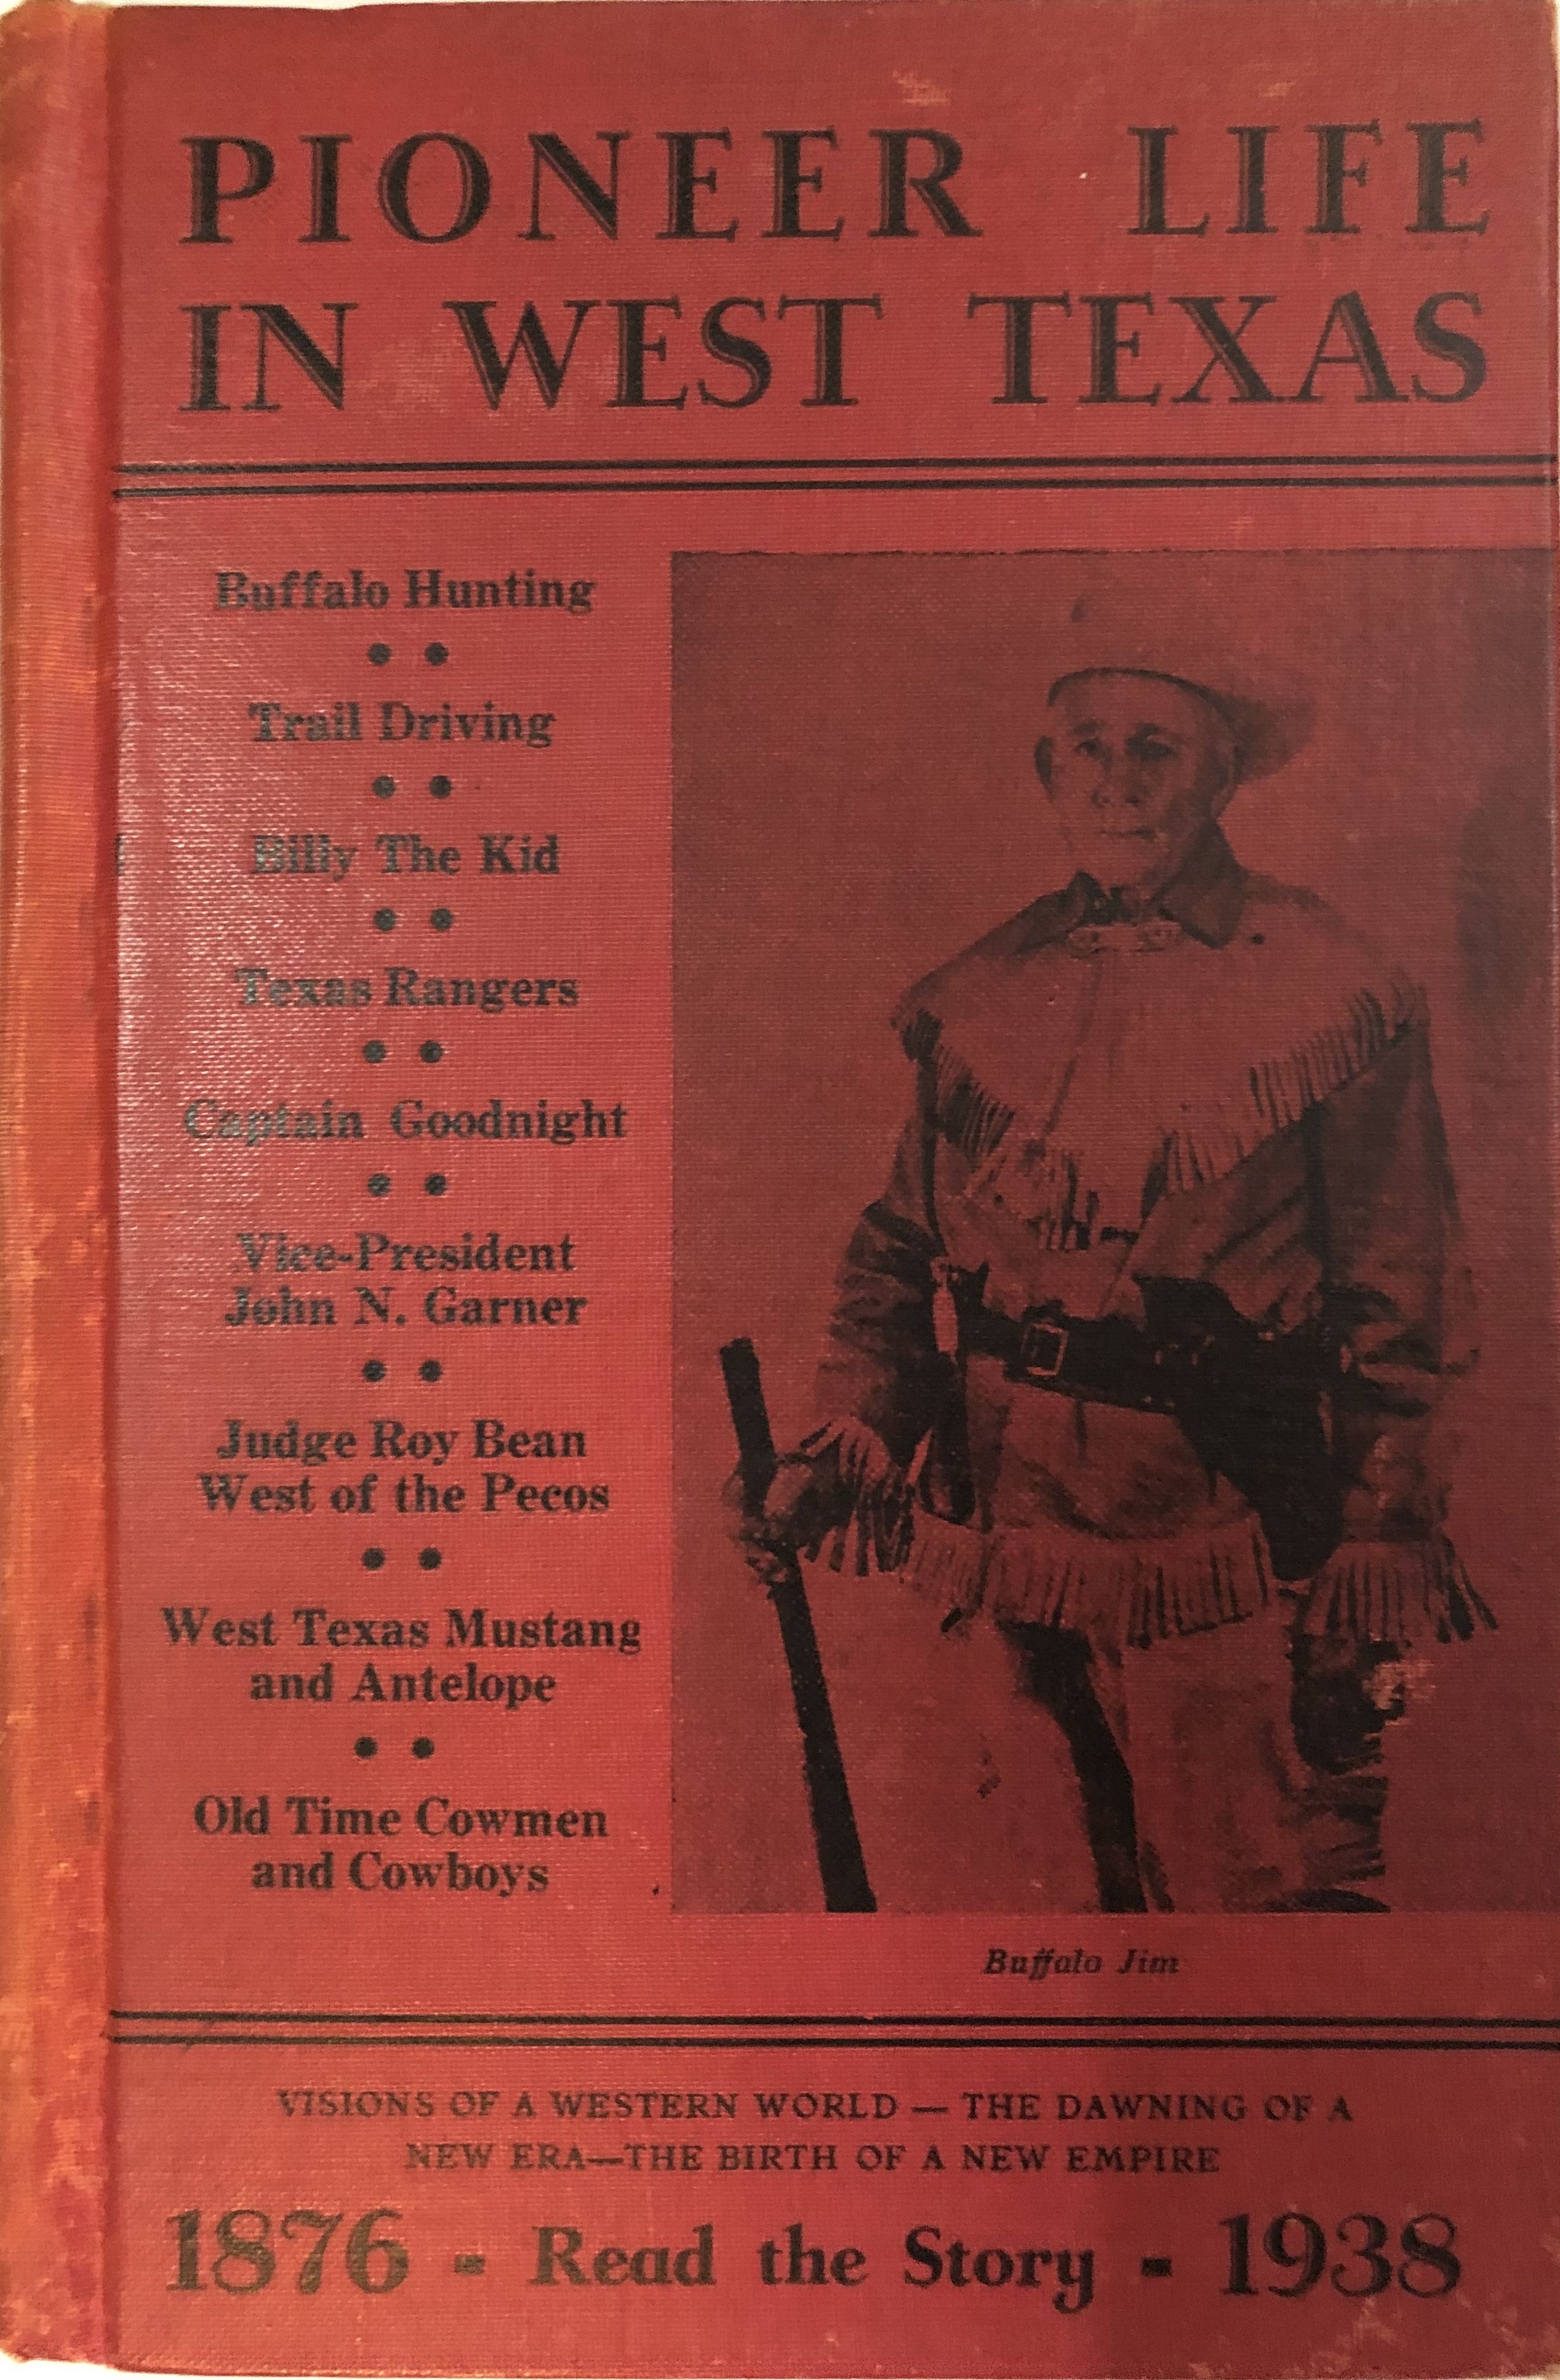 PIONEER LIFE
IN WEST TEXAS
Buffalo Hunting
Trail Driving
Billy The Kid
Texas Rangers
Captain Goodnight
Vice-President
John N. Garner
Judge Roy Bean
West of the Pecos
West Texas Mustang
and Antelope
Old Time Cowmen
and Cowboys
Buffalo Jim
VISIONS OF A WESTERN WORLD — THE DAWNING OF A
NEW ERA—THE BIRTH OF A NEW EMPIRE
1876 - Read the Story - 1938